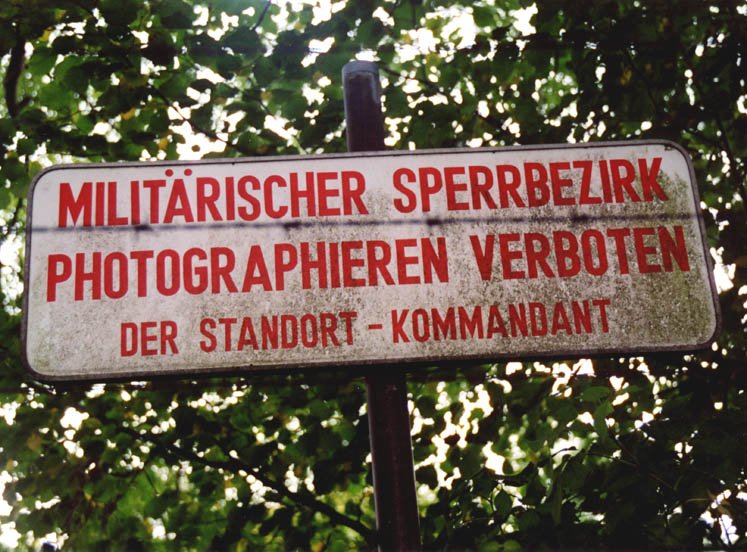 MILITÄRISCHER SPERRBEZIRK
PHOTOGRAPHIEREN VERBOTEN
DER STANDORT - KOMMANDANT